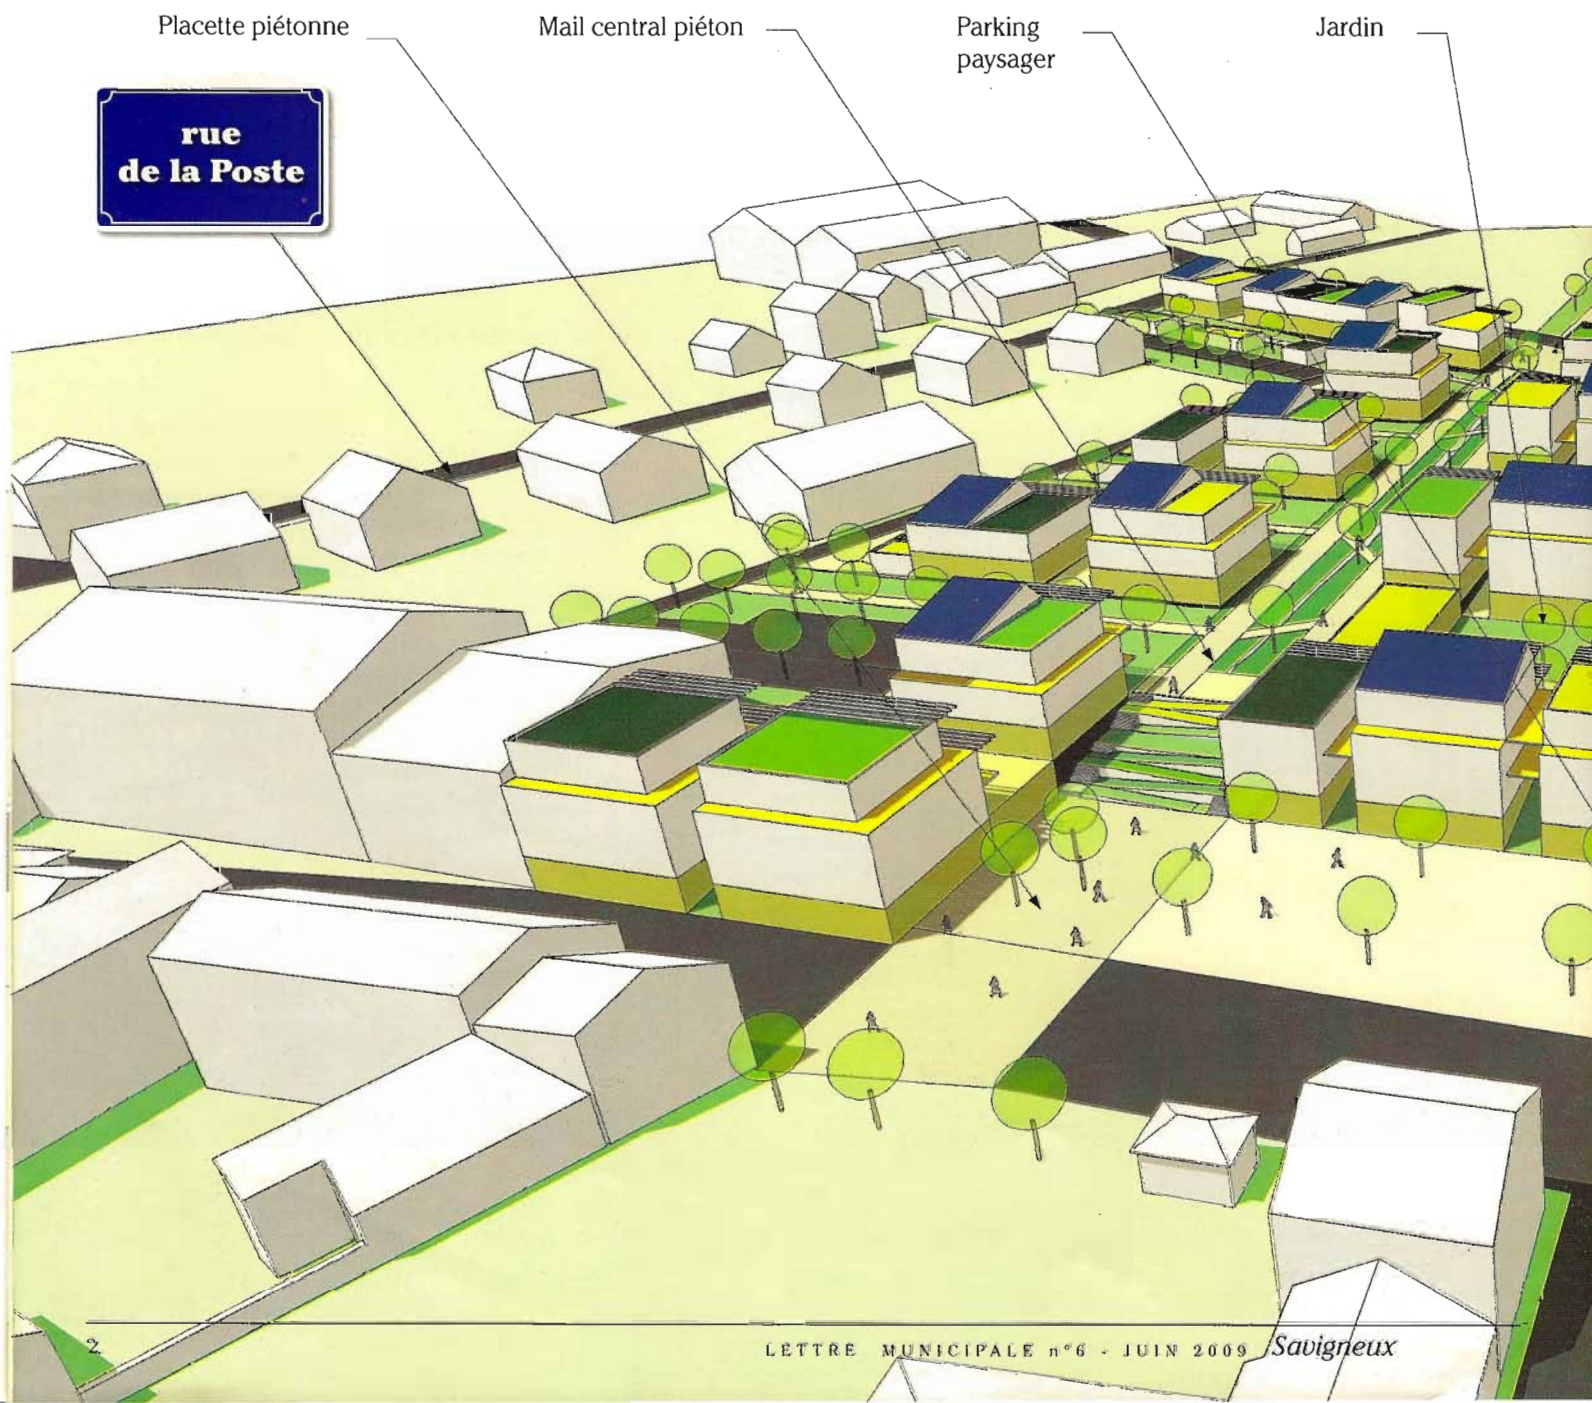 Placette piétonne
Mail central piéton
Parking
paysager
Jardin
rue
de la Poste
2
LETTRE MUNICIPALE n°6 - JUIN 2009 Savigneux